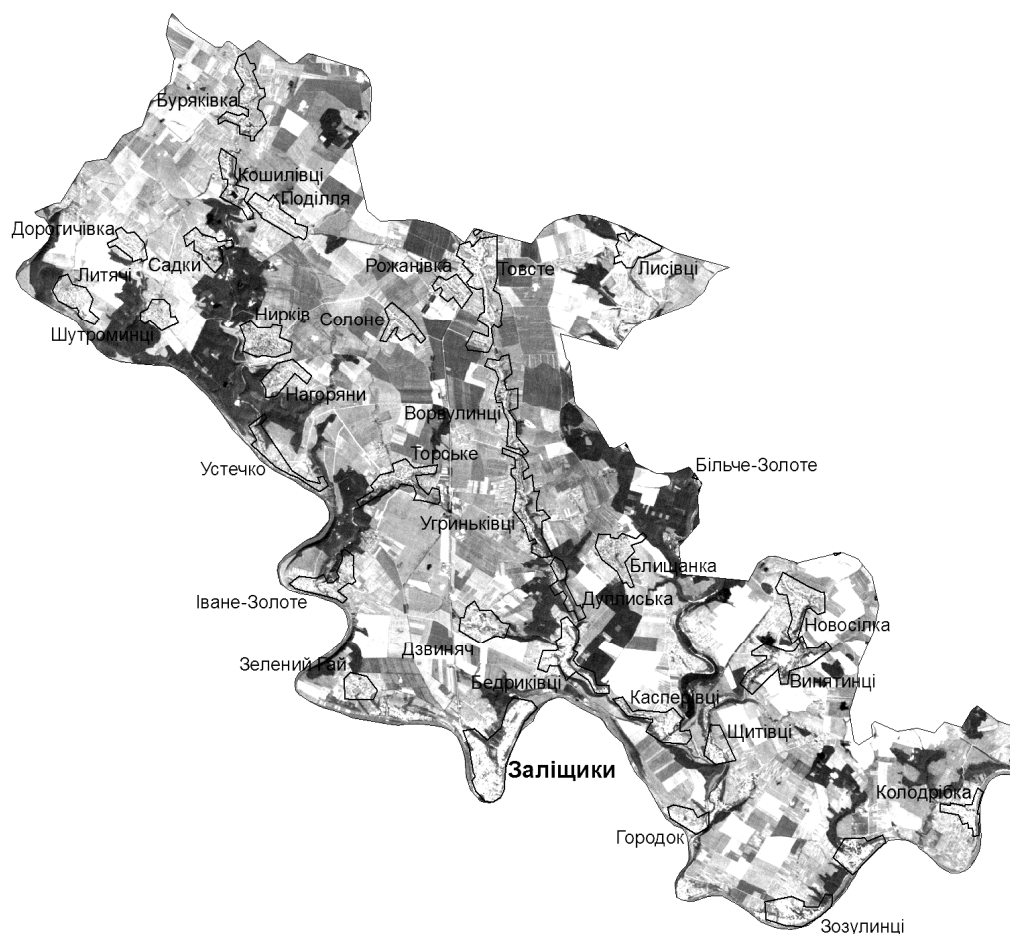 Буряківка
Кошилівці
Поділля
Дорогичівка
Садки
Литячі
Рожанівка
Товсте
Лисівці
Шутроминці
Нирків
Солоне
Нагоряни
Ворвулинці
Устечко
Торське
Більче-Золоте
Угриньківці
Блищанка
Іване-Золоте
Дуплиська
Новосілка
Дзвиняч
Зелений Гай
Бедриківці
Винятинці
Касперівці
Щитівці
Заліщики
Колодрібка
Городок
Зозулинці